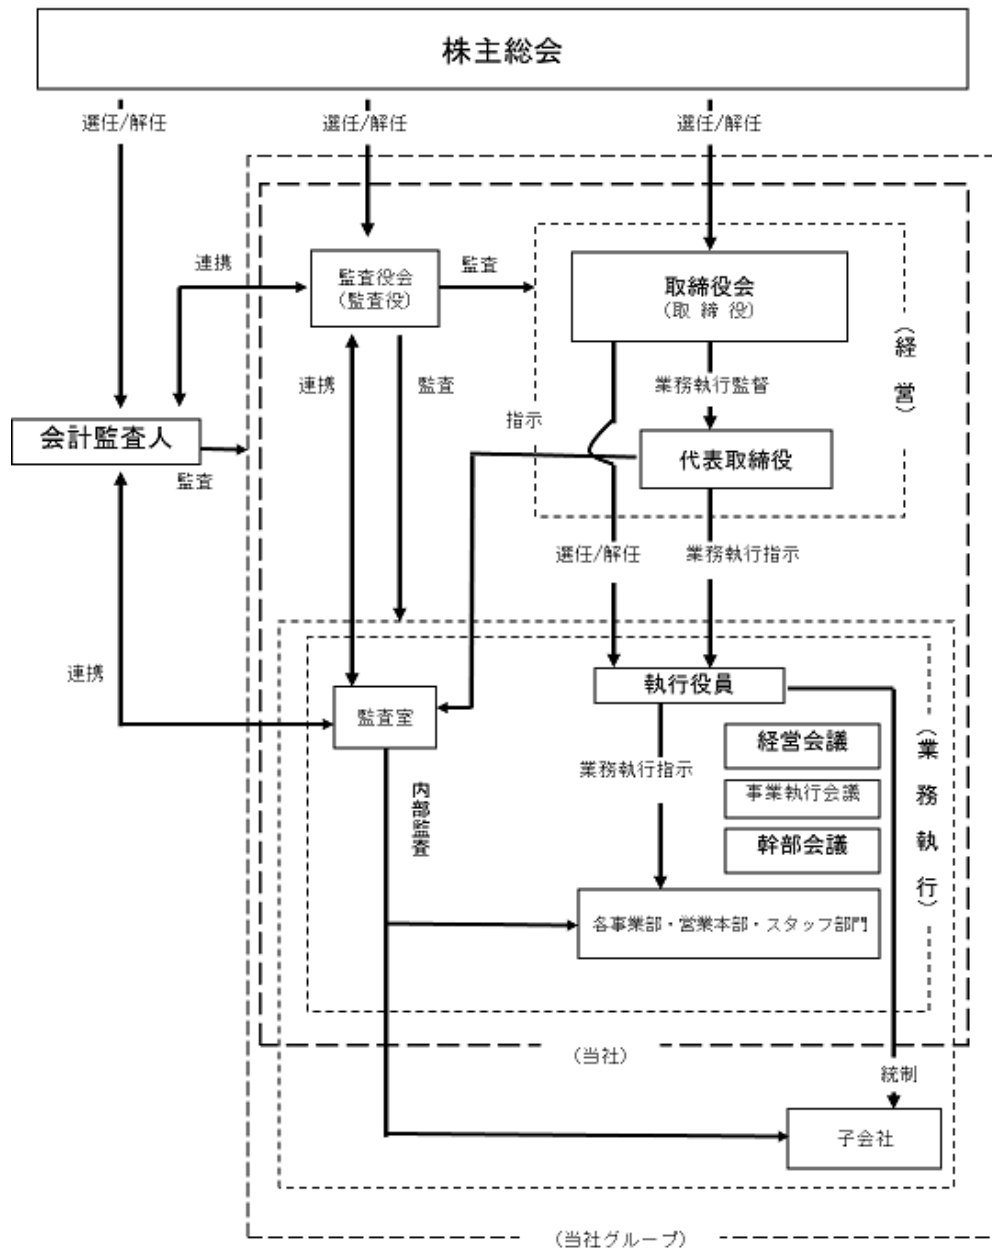 株主総会
選任/解任
選任/解任
選任/解任
連携
監査役会
(監査役)
監査
取締役会
(取 締 役)
(経営)
連携
監査
業務執行監督
指示
会計監査人
監査
代表取締役
選任/解任
業務執行指示
連携
執行役員
監査室
経営会議
(業務執行)
業務執行指示
事業執行会議
内部監査
幹部会議
各事業部・営業本部・スタッフ部門
(当社)
統制
子会社
(当社グループ)